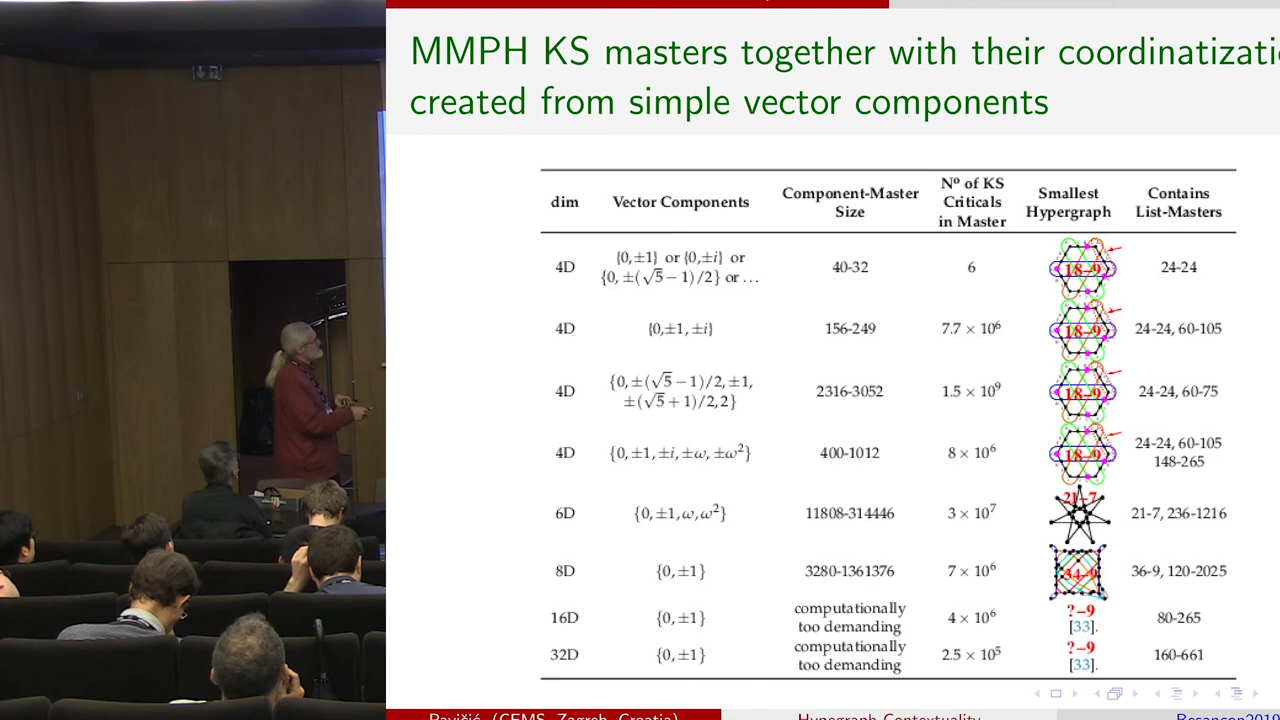 MMPH KS masters together with their coordinatizati
created from simple vector components
dim Vector Components Component-Master Size Nº of KS Criticals in Master Smallest Hypergraph Contains List-Masters
4D {0,±1} or {0,±i} or {0,±(√5−1)/2} or … 40-32 6 18–9 24-24
4D {0,±1,±i} 156-249 7.7 × 10⁶ 18–9 24-24, 60-105
4D {0,±(√5−1)/2,±1, ±(√5+1)/2,2} 2316-3052 1.5 × 10⁹ 18–9 24-24, 60-75
4D {0,±1,±i,±ω,±ω²} 400-1012 8 × 10⁶ 18–9 24-24, 60-105 148-265
6D {0,±1,ω,ω²} 11808-314446 3 × 10⁷ 21–7 21-7, 236-1216
8D {0,±1} 3280-1361376 7 × 10⁶ 34–9 36-9, 120-2025
16D {0,±1} computationally too demanding 4 × 10⁶ ?–9 [33]. 80-265
32D {0,±1} computationally too demanding 2.5 × 10⁵ ?–9 [33]. 160-661
Pavičić (CEMS, Zagreb, Croatia) Hypergraph Contextuality Besancon2019